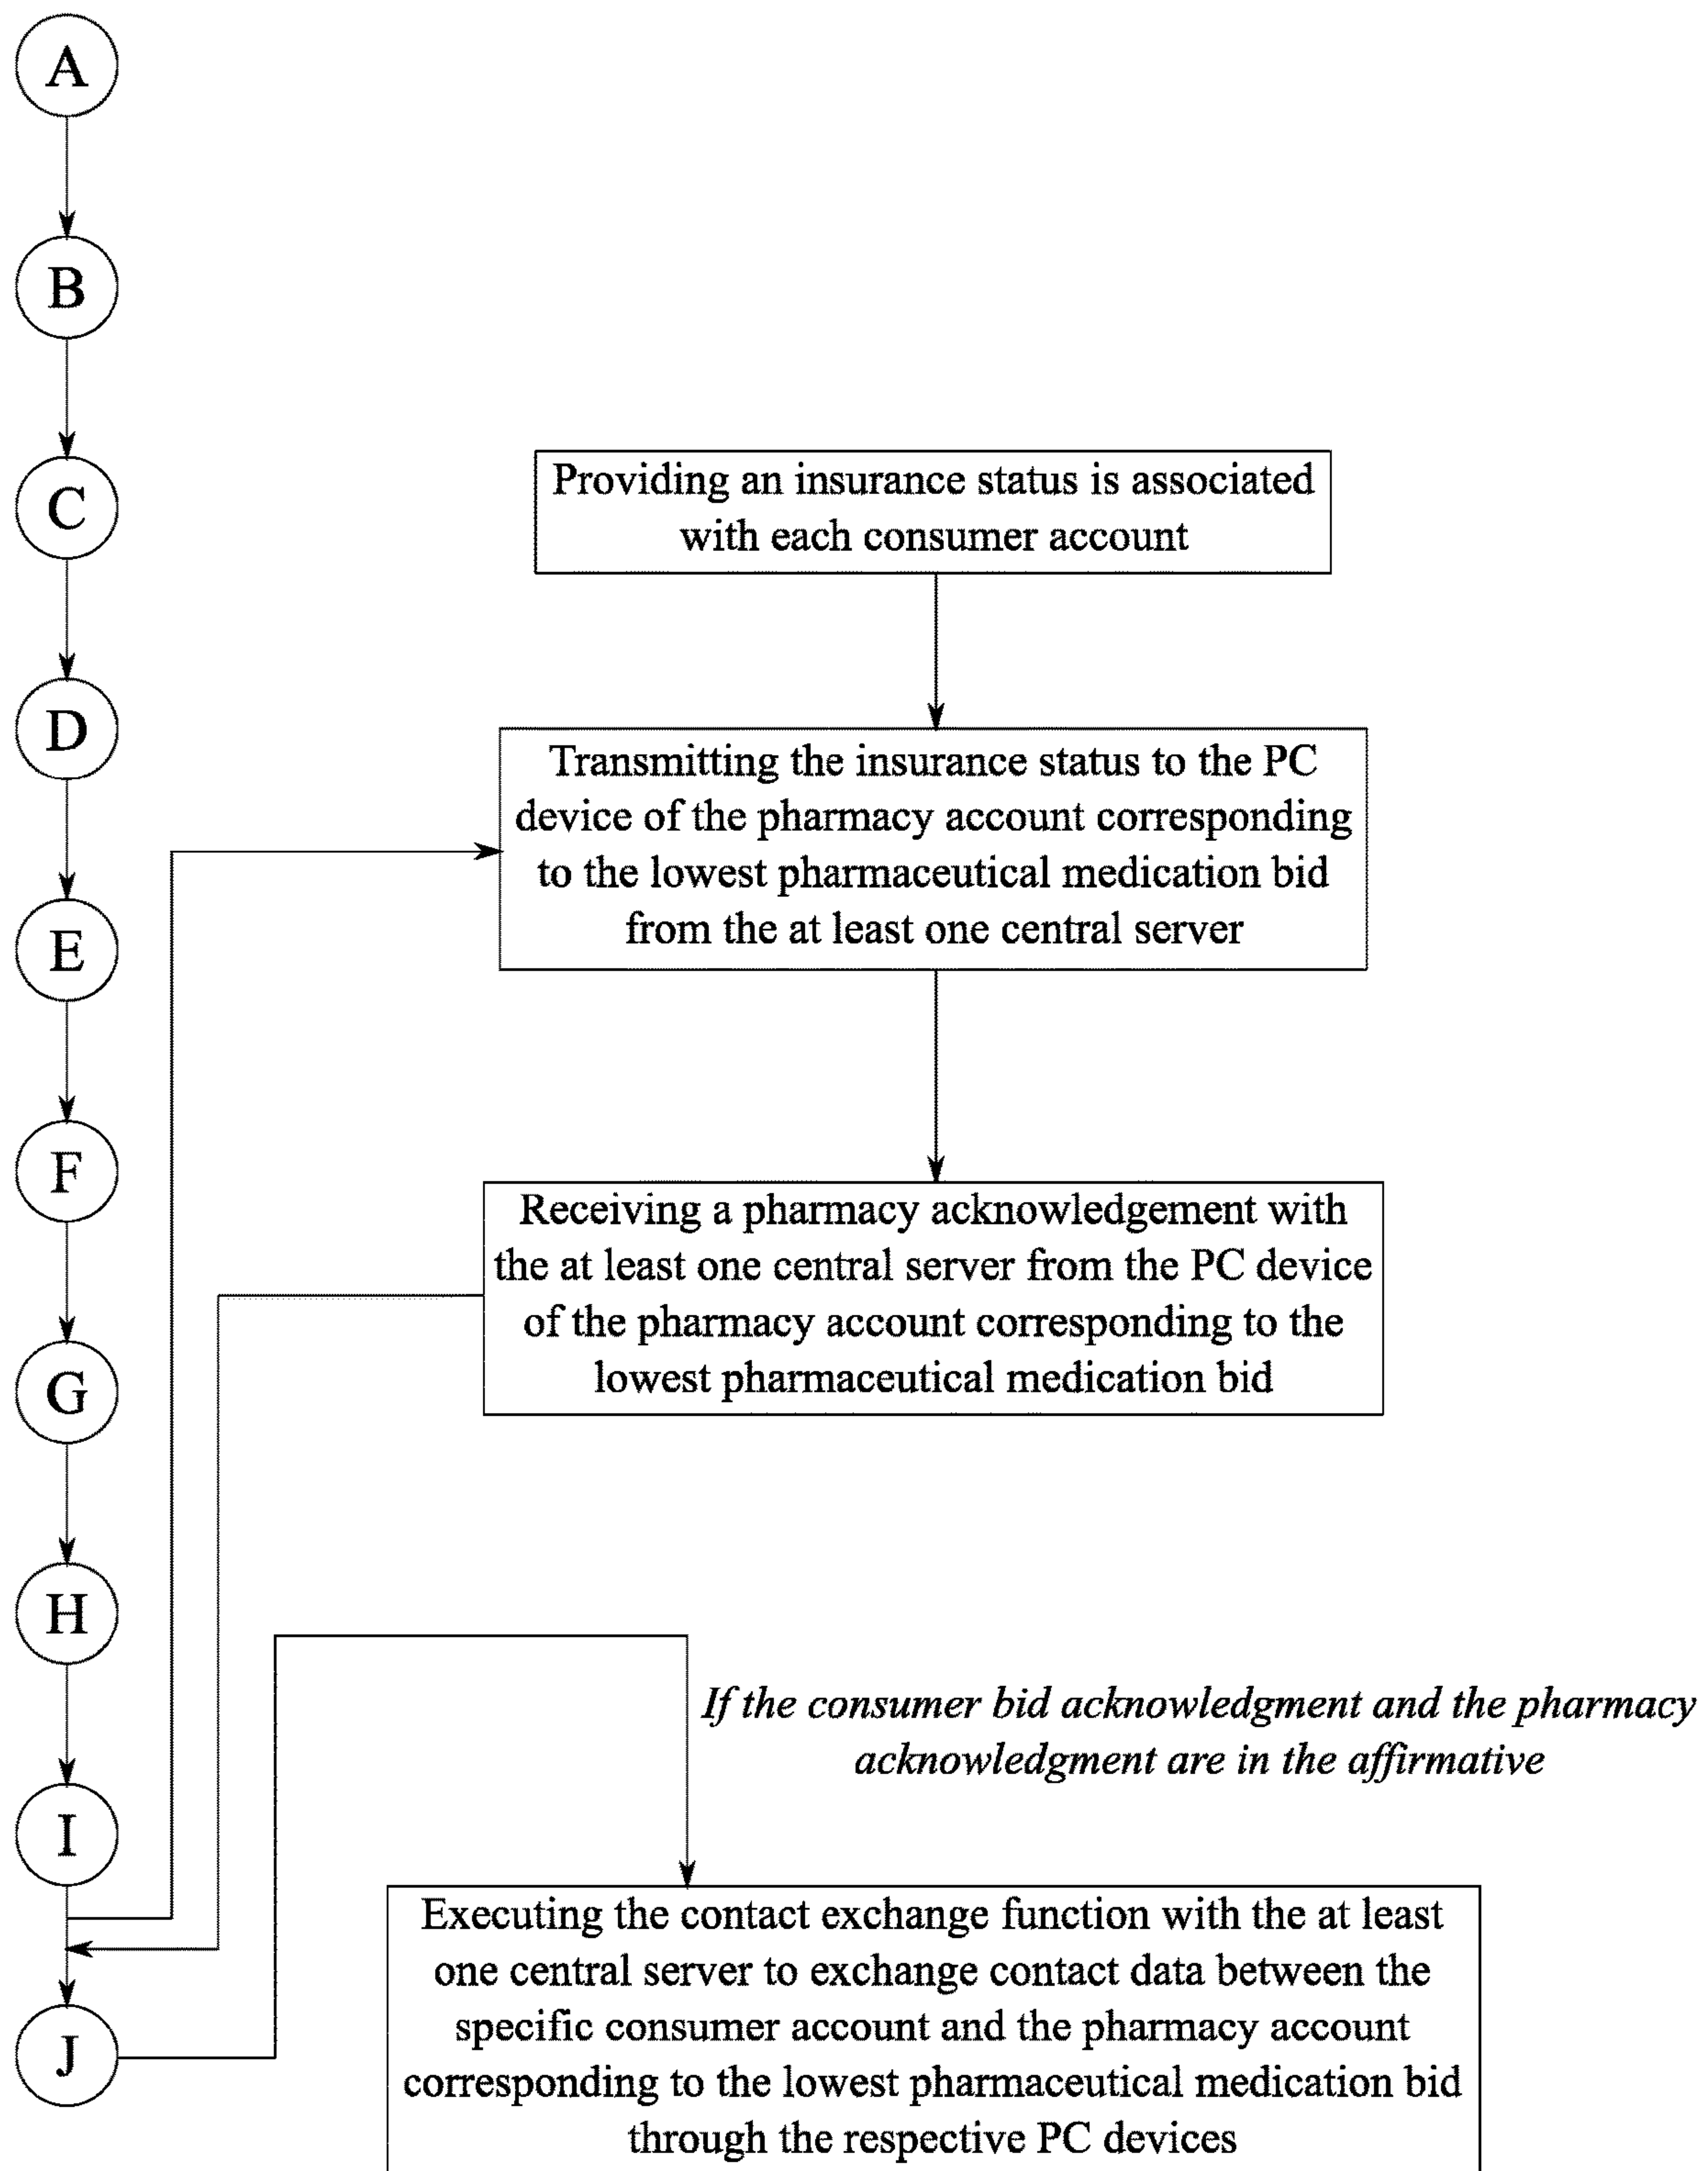 A
B
C
Providing an insurance status is associated
with each consumer account
D
Transmitting the insurance status to the PC
device of the pharmacy account corresponding
to the lowest pharmaceutical medication bid
from the at least one central server
E
F
Receiving a pharmacy acknowledgement with
the at least one central server from the PC device
of the pharmacy account corresponding to the
lowest pharmaceutical medication bid
G
H
If the consumer bid acknowledgment and the pharmacy
acknowledgment are in the affirmative
I
Executing the contact exchange function with the at least
one central server to exchange contact data between the
specific consumer account and the pharmacy account
corresponding to the lowest pharmaceutical medication bid
through the respective PC devices
J